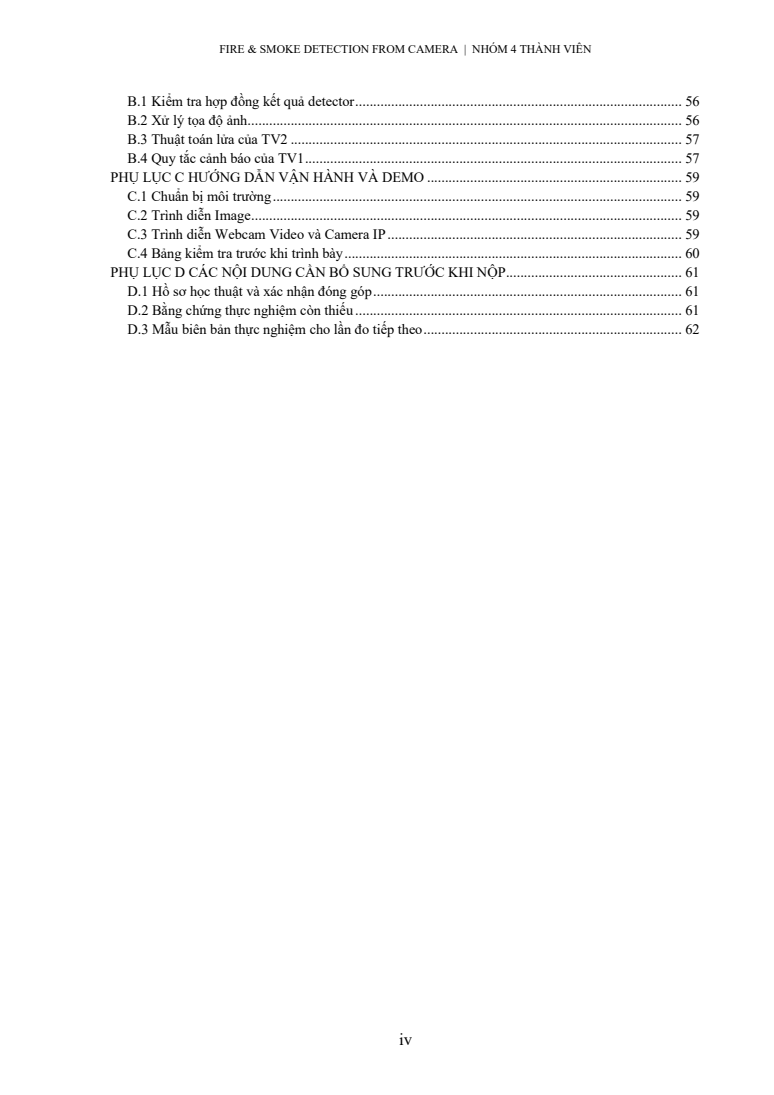 FIRE & SMOKE DETECTION FROM CAMERA | NHÓM 4 THÀNH VIÊN
B.1 Kiểm tra hợp đồng kết quả detector........................................................................................... 56
B.2 Xử lý tọa độ ảnh......................................................................................................................... 56
B.3 Thuật toán lửa của TV2 ............................................................................................................. 57
B.4 Quy tắc cảnh báo của TV1......................................................................................................... 57
PHỤ LỤC C HƯỚNG DẪN VẬN HÀNH VÀ DEMO ....................................................................... 59
C.1 Chuẩn bị môi trường.................................................................................................................. 59
C.2 Trình diễn Image........................................................................................................................ 59
C.3 Trình diễn Webcam Video và Camera IP.................................................................................. 59
C.4 Bảng kiểm tra trước khi trình bày.............................................................................................. 60
PHỤ LỤC D CÁC NỘI DUNG CẦN BỔ SUNG TRƯỚC KHI NỘP................................................. 61
D.1 Hồ sơ học thuật và xác nhận đóng góp...................................................................................... 61
D.2 Bằng chứng thực nghiệm còn thiếu........................................................................................... 61
D.3 Mẫu biên bản thực nghiệm cho lần đo tiếp theo........................................................................ 62
iv